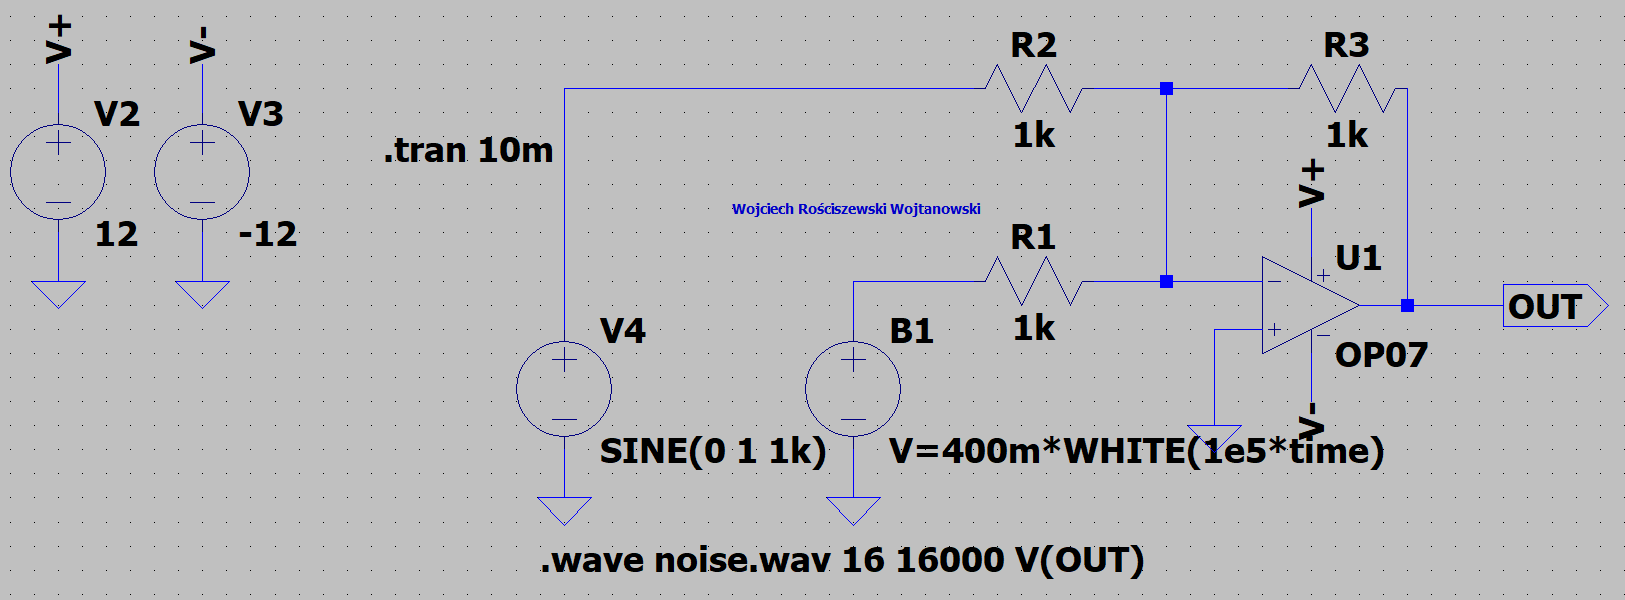 V+
V-
V2
12
V3
-12
.tran 10m
R2
1k
R3
1k
Wojciech Rościszewski Wojtanowski
R1
1k
V+
U1
OP07
V-
OUT
V4
SINE(0 1 1k)
B1
V=400m*WHITE(1e5*time)
.wave noise.wav 16 16000 V(OUT)